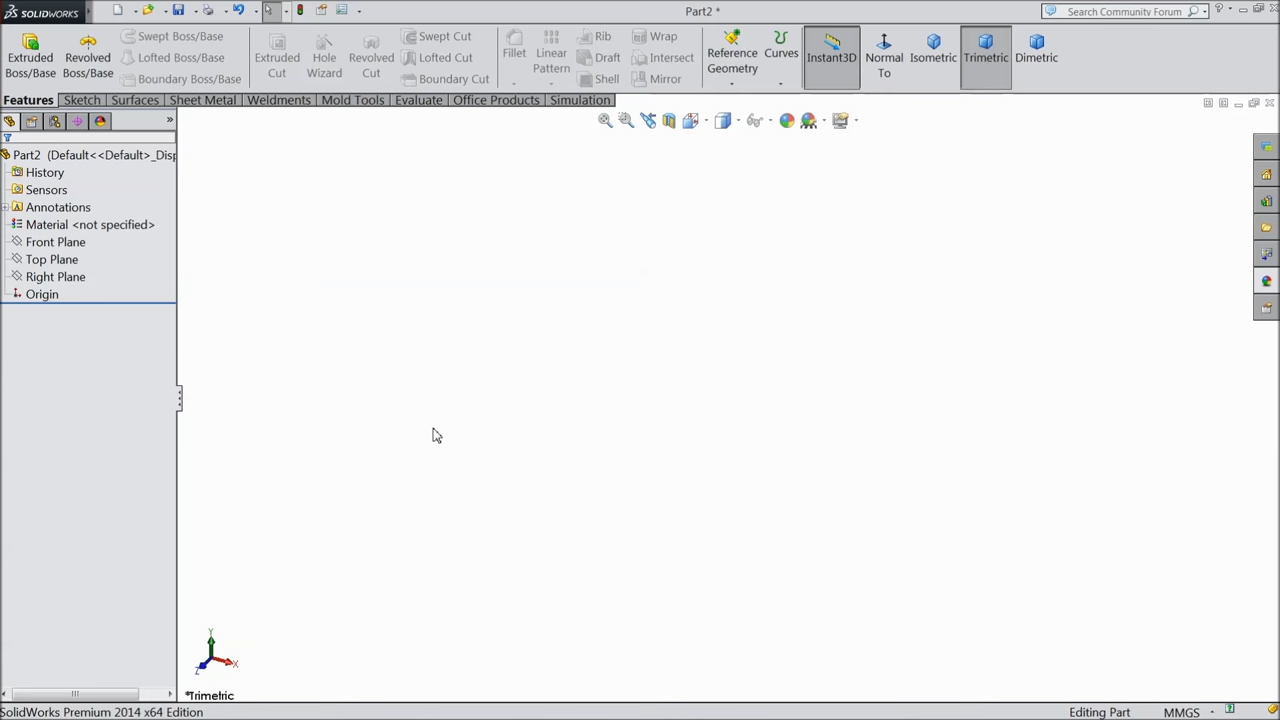 SOLIDWORKS
Part2 *
Search Community Forum
Extruded Boss/Base
Revolved Boss/Base
Swept Boss/Base
Lofted Boss/Base
Boundary Boss/Base
Extruded Cut
Hole Wizard
Revolved Cut
Swept Cut
Lofted Cut
Boundary Cut
Fillet
Linear Pattern
Rib
Draft
Shell
Wrap
Intersect
Mirror
Reference Geometry
Curves
Instant3D
Normal To
Isometric
Trimetric
Dimetric
Features Sketch Surfaces Sheet Metal Weldments Mold Tools Evaluate Office Products Simulation
Part2 (Default<<Default>_Disp
History
Sensors
Annotations
Material <not specified>
Front Plane
Top Plane
Right Plane
Origin
Y
X
Z
*Trimetric
SolidWorks Premium 2014 x64 Edition
Editing Part
MMGS